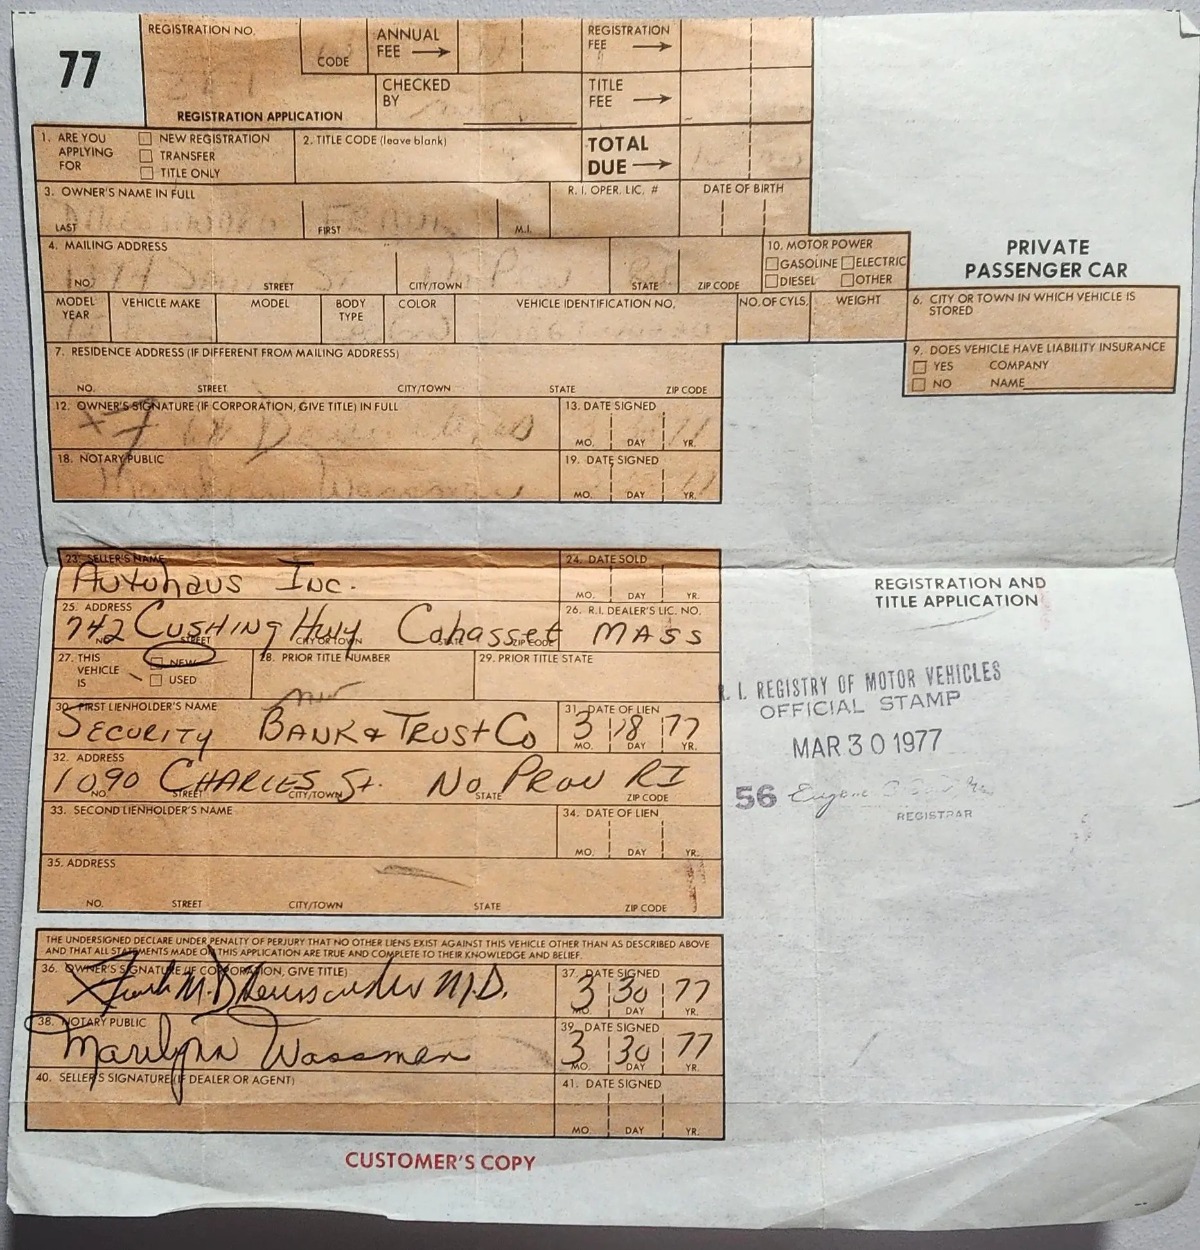 77
REGISTRATION NO.
CODE
ANNUAL FEE →
REGISTRATION FEE →
CHECKED BY
TITLE FEE →
REGISTRATION APPLICATION
1. ARE YOU APPLYING FOR
NEW REGISTRATION
TRANSFER
TITLE ONLY
2. TITLE CODE (leave blank)
TOTAL DUE →
3. OWNER'S NAME IN FULL
R. I. OPER. LIC. #
DATE OF BIRTH
LAST FIRST M.I.
4. MAILING ADDRESS
NO. STREET CITY/TOWN STATE ZIP CODE
10. MOTOR POWER
GASOLINE ELECTRIC
DIESEL OTHER
PRIVATE
PASSENGER CAR
MODEL YEAR VEHICLE MAKE MODEL BODY TYPE COLOR VEHICLE IDENTIFICATION NO. NO. OF CYLS. WEIGHT
6. CITY OR TOWN IN WHICH VEHICLE IS
STORED
7. RESIDENCE ADDRESS (IF DIFFERENT FROM MAILING ADDRESS)
NO. STREET CITY/TOWN STATE ZIP CODE
9. DOES VEHICLE HAVE LIABILITY INSURANCE
YES COMPANY
NO NAME
12. OWNER'S SIGNATURE (IF CORPORATION, GIVE TITLE) IN FULL
13. DATE SIGNED
MO. DAY YR.
18. NOTARY PUBLIC
19. DATE SIGNED
MO. DAY YR.
23. SELLER'S NAME
Autohaus Inc.
24. DATE SOLD
MO. DAY YR.
REGISTRATION AND
TITLE APPLICATION
25. ADDRESS
26. R.I. DEALER'S LIC. NO.
742 Cushing Hwy Cohasset MASS
NO. STREET CITY OR TOWN STATE ZIP CODE
27. THIS VEHICLE IS
NEW
USED
28. PRIOR TITLE NUMBER
29. PRIOR TITLE STATE
R. I. REGISTRY OF MOTOR VEHICLES
OFFICIAL STAMP
MAR 30 1977
56 Eugene
REGISTRAR
30. FIRST LIENHOLDER'S NAME
Security Bank & Trust Co
31. DATE OF LIEN
3 18 77
MO. DAY YR.
32. ADDRESS
1090 Charles St. No Prov RI
NO. STREET CITY/TOWN STATE ZIP CODE
33. SECOND LIENHOLDER'S NAME
34. DATE OF LIEN
MO. DAY YR.
35. ADDRESS
NO. STREET CITY/TOWN STATE ZIP CODE
THE UNDERSIGNED DECLARE UNDER PENALTY OF PERJURY THAT NO OTHER LIENS EXIST AGAINST THIS VEHICLE OTHER THAN AS DESCRIBED ABOVE
AND THAT ALL STATEMENTS MADE ON THIS APPLICATION ARE TRUE AND COMPLETE TO THEIR KNOWLEDGE AND BELIEF.
36. OWNER'S SIGNATURE (IF CORPORATION, GIVE TITLE)
M.D.
37. DATE SIGNED
3 30 77
MO. DAY YR.
38. NOTARY PUBLIC
Marilynn Wassmer
39. DATE SIGNED
3 30 77
MO. DAY YR.
40. SELLER'S SIGNATURE (IF DEALER OR AGENT)
41. DATE SIGNED
MO. DAY YR.
CUSTOMER'S COPY